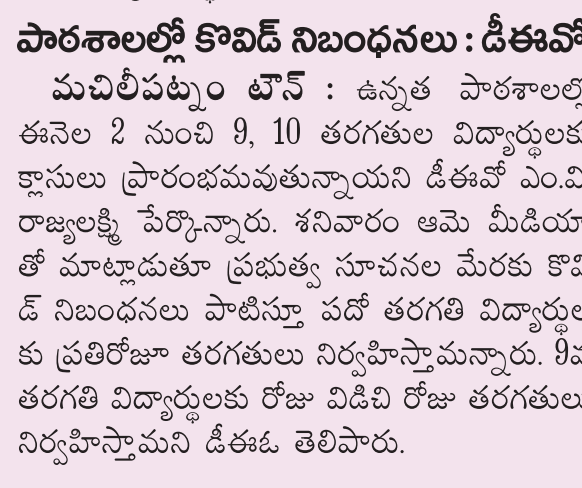 పాఠశాలల్లో కొవిడ్ నిబంధనలు : డీఈవో
మచిలీపట్నం టౌన్ : ఉన్నత పాఠశాలల్లో
ఈనెల 2 నుంచి 9, 10 తరగతుల విద్యార్థులకు
క్లాసులు ప్రారంభమవుతున్నాయని డీఈవో ఎం.వి
రాజ్యలక్ష్మి పేర్కొన్నారు. శనివారం ఆమె మీడియా
తో మాట్లాడుతూ ప్రభుత్వ సూచనల మేరకు కొవి
డ్ నిబంధనలు పాటిస్తూ పదో తరగతి విద్యార్థుల
కు ప్రతిరోజూ తరగతులు నిర్వహిస్తామన్నారు. 9వ
తరగతి విద్యార్థులకు రోజు విడిచి రోజు తరగతులు
నిర్వహిస్తామని డీఈఓ తెలిపారు.